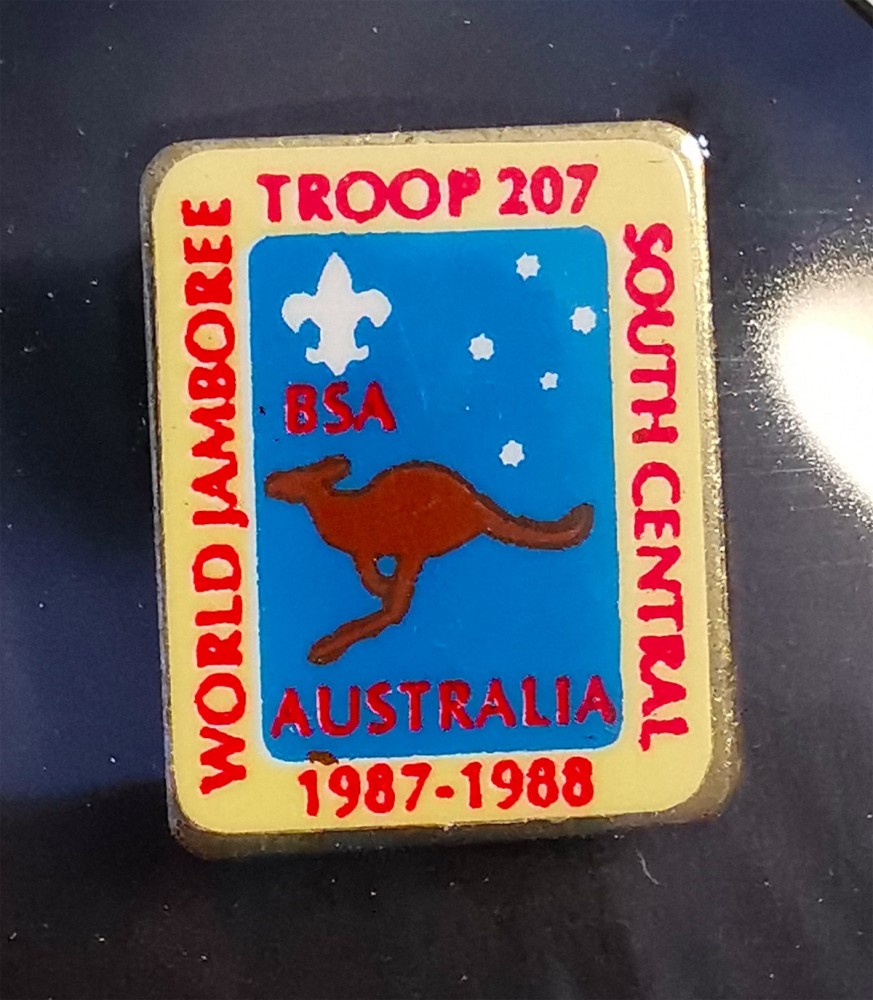 TROOP 207
WORLD JAMBOREE
SOUTH CENTRAL
BSA
AUSTRALIA
1987-1988